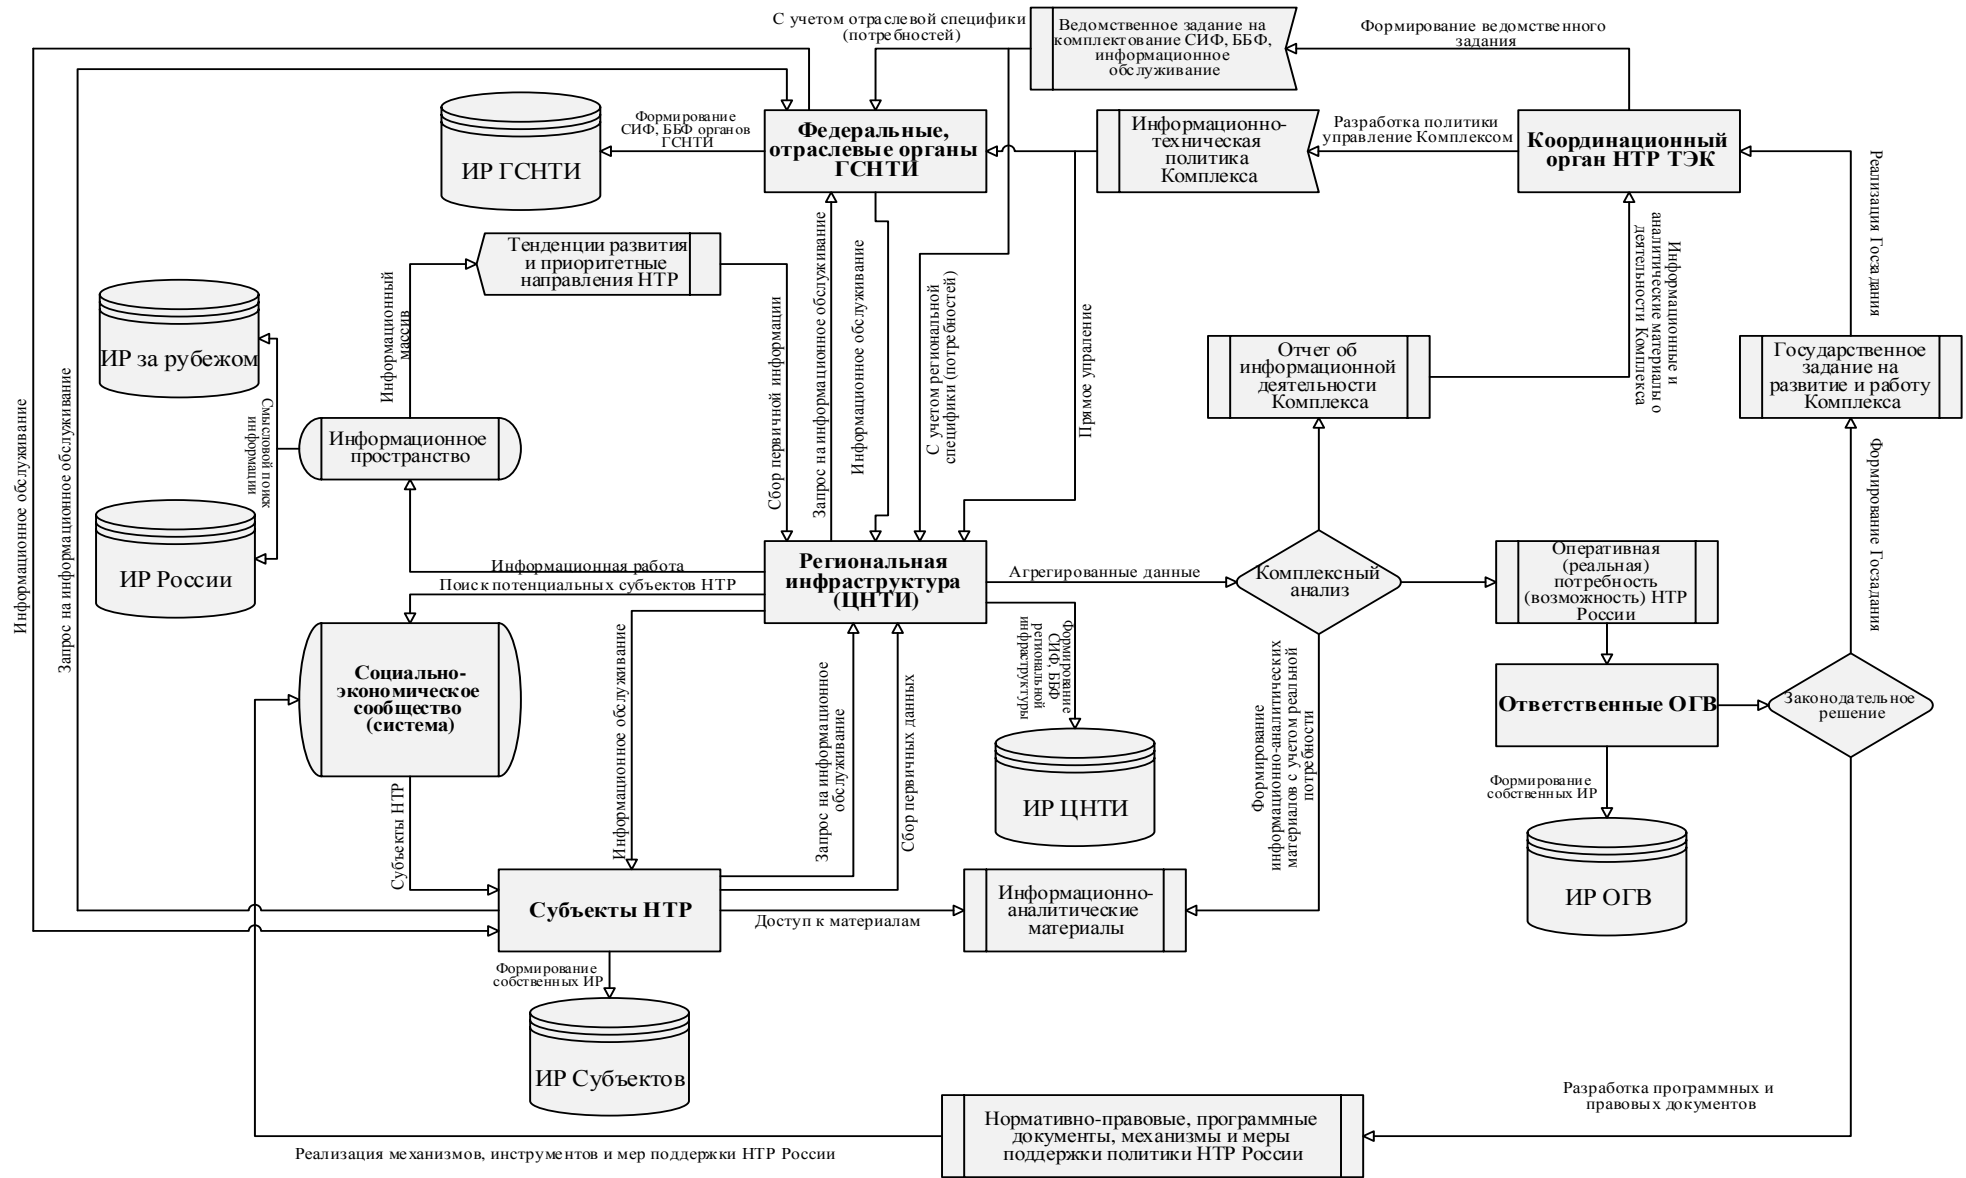 С учетом отраслевой специфики
(потребностей)
Ведомственное задание на
комплектование СИФ, ББФ,
информационное
обслуживание
Формирование ведомственного
задания
Формирование
СИФ, ББФ органов
ГСНТИ
ИР ГСНТИ
Федеральные,
отраслевые органы
ГСНТИ
Информационно-
техническая
политика
Комплекса
Разработка политики
управление Комплексом
Координационный
орган НТР ТЭК
Реализация Госзадания
Тенденции развития
и приоритетные
направления НТР
Информационный
массив
Сбор первичной информации
Запрос на информационное обслуживание
Информационное обслуживание
С учетом региональной
специфики (потребностей)
Прямое упраление
Информационные и
аналитические материалы о
деятельности Комплекса
ИР за рубежом
Смысловой поиск
информации
Информационное
пространство
ИР России
Отчет об
информационной
деятельности
Комплекса
Государственное
задание на
развитие и работу
Комплекса
Формирование Госзадания
Информационное обслуживание
Запрос на информационное обслуживание
Информационная работа
Поиск потенциальных субъектов НТР
Региональная
инфраструктура
(ЦНТИ)
Агрегированные данные
Комплексный
анализ
Оперативная
(реальная)
потребность
(возможность) НТР
России
Социально-
экономическое
сообщество
(система)
Информационное обслуживание
Запрос на информационное
обслуживание
Сбор первичных данных
Формирование
СИФ, ББФ
региональной
инфраструктуры
ИР ЦНТИ
Формирование
информационно-аналитических
материалов с учетом реальной
потребности
Ответственные ОГВ
Законодательное
решение
Формирование
собственных ИР
ИР ОГВ
Субъекты НТР
Субъекты НТР
Доступ к материалам
Информационно-
аналитические
материалы
Формирование
собственных ИР
ИР Субъектов
Разработка программных и
правовых документов
Нормативно-правовые, программные
документы, механизмы и меры
поддержки политики НТР России
Реализация механизмов, инструментов и мер поддержки НТР России